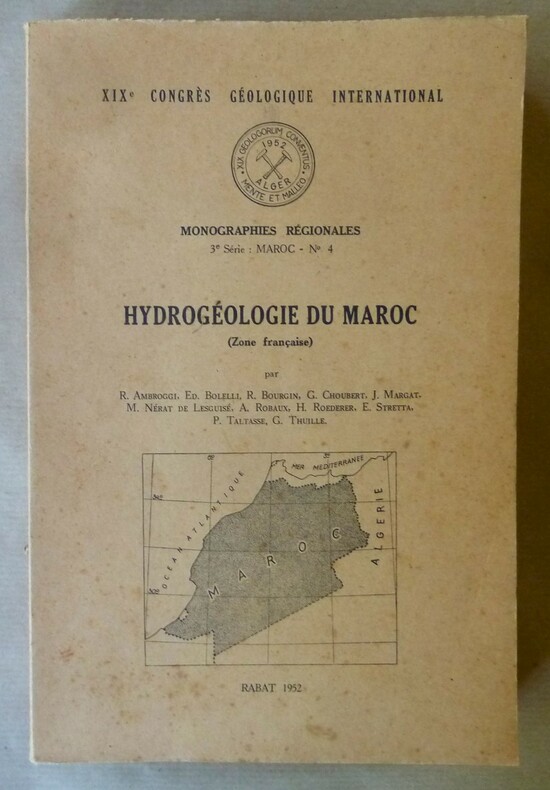 XIXe CONGRÈS GÉOLOGIQUE INTERNATIONAL
XIX GEOLOGORUM CONVENTUS
1952
ALGER
MENTE ET MALLEO
MONOGRAPHIES RÉGIONALES
3e Série : MAROC - No 4
HYDROGÉOLOGIE DU MAROC
(Zone française)
par
R. Ambroggi, Ed. Bolelli, R. Bourgin, G. Choubert, J. Margat,
M. Nérat de Lesguisé, A. Robaux, H. Roederer, E. Stretta,
P. Taltasse, G. Thuille.
MER MEDITERRANÉE
OCEAN ATLANTIQUE
ALGERIE
MAROC
RABAT 1952